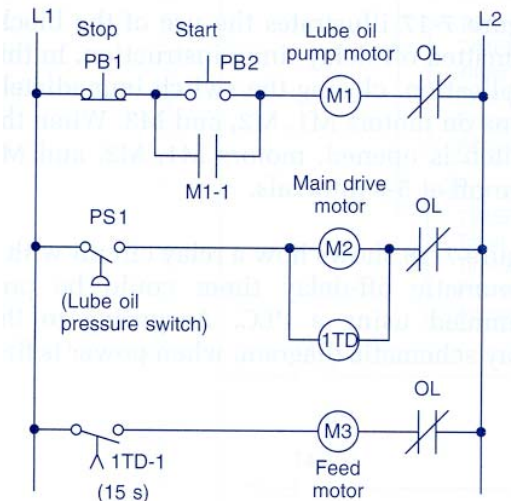 L1
L2
Stop
Start
Lube oil
pump motor
OL
PB1
PB2
M1
M1-1
Main drive
motor
OL
PS1
M2
(Lube oil
pressure switch)
1TD
OL
M3
1TD-1
(15 s)
Feed
motor